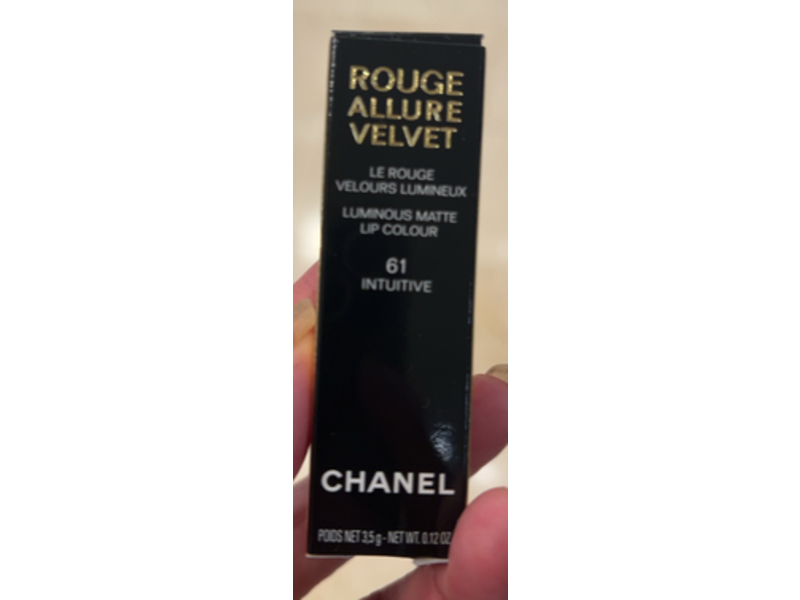 ROUGE
ALLURE
VELVET
LE ROUGE
VELOURS LUMINEUX
LUMINOUS MATTE
LIP COLOUR
61
INTUITIVE
CHANEL
POIDS NET 3,5 g - NET WT. 0.12 OZ.